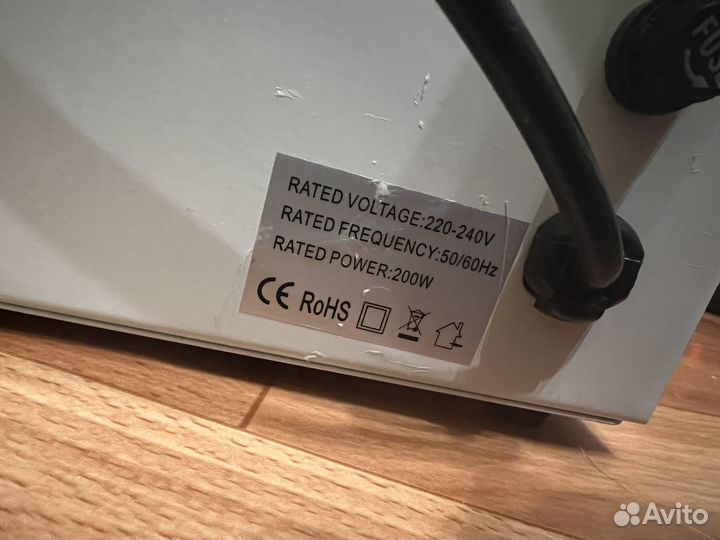 FUSE
RATED VOLTAGE:220-240V
RATED FREQUENCY:50/60Hz
RATED POWER:200W
CE RoHS
Avito